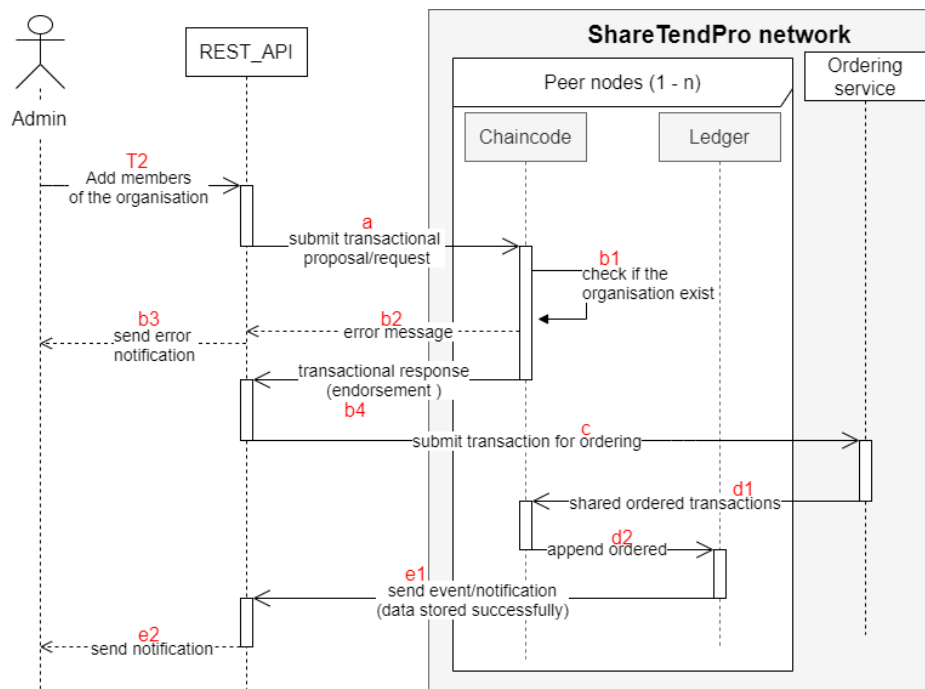 ShareTendPro network
REST_API
Peer nodes (1 - n)
Ordering
service
Admin
Chaincode
Ledger
T2
Add members
of the organisation
a
submit transactional
proposal/request
b1
check if the
organisation exist
b3
send error
notification
b2
error message
transactional response
(endorsement )
b4
c
submit transaction for ordering
d1
shared ordered transactions
d2
append ordered
e1
send event/notification
(data stored successfully)
e2
send notification